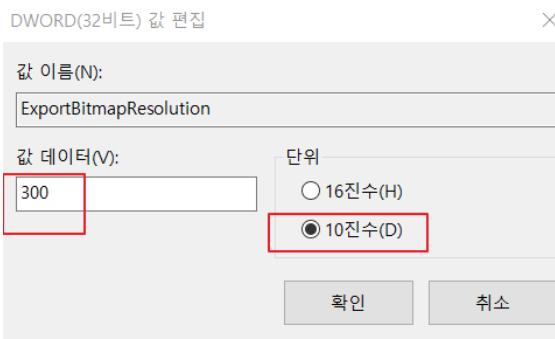 DWORD(32비트) 값 편집
값 이름(N):
ExportBitmapResolution
값 데이터(V):
단위
300
16진수(H)
10진수(D)
확인
취소